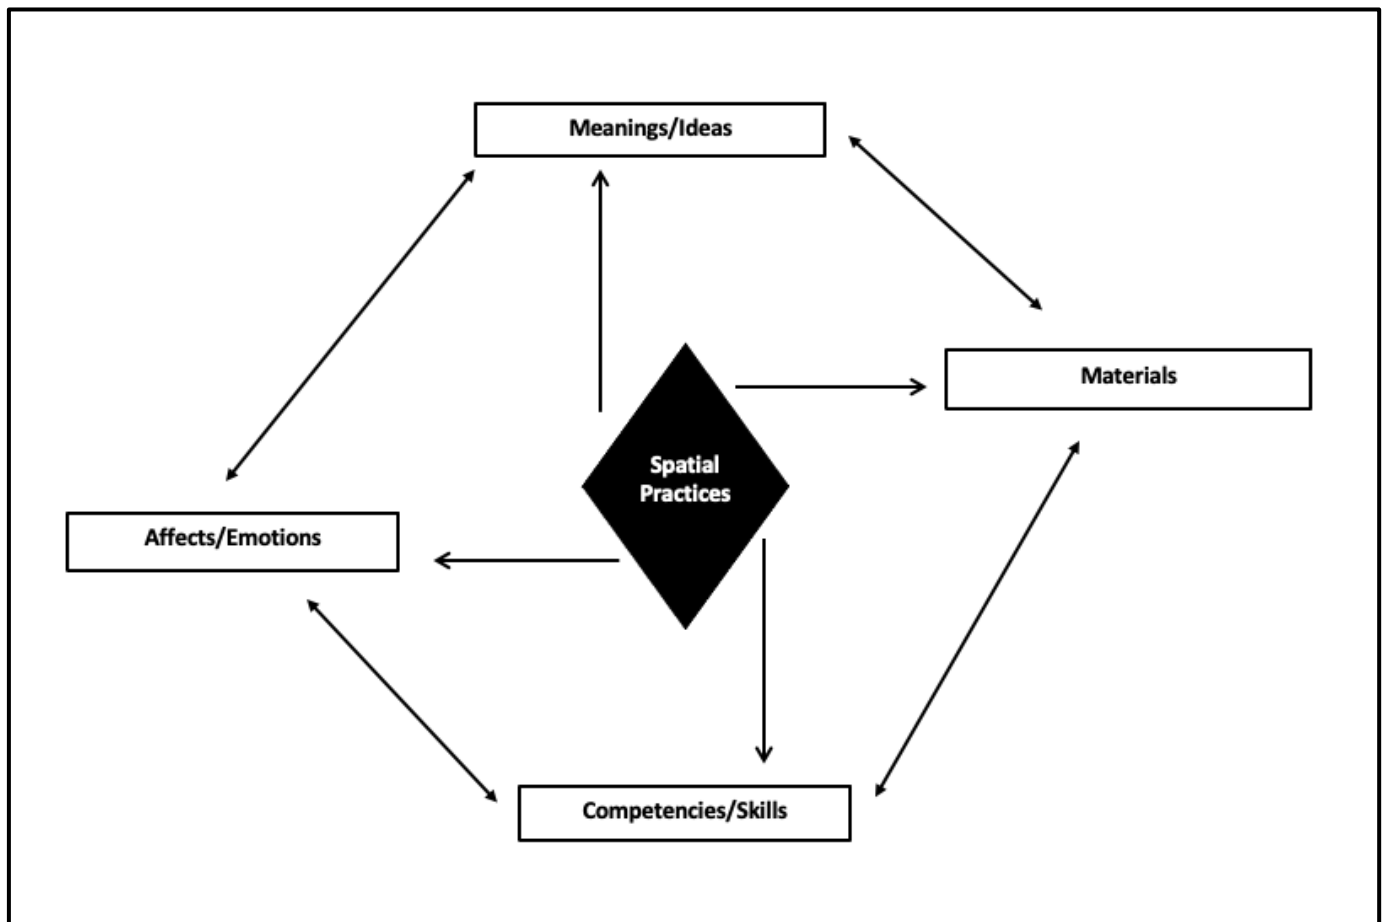 Meanings/Ideas
Materials
Spatial
Practices
Affects/Emotions
Competencies/Skills